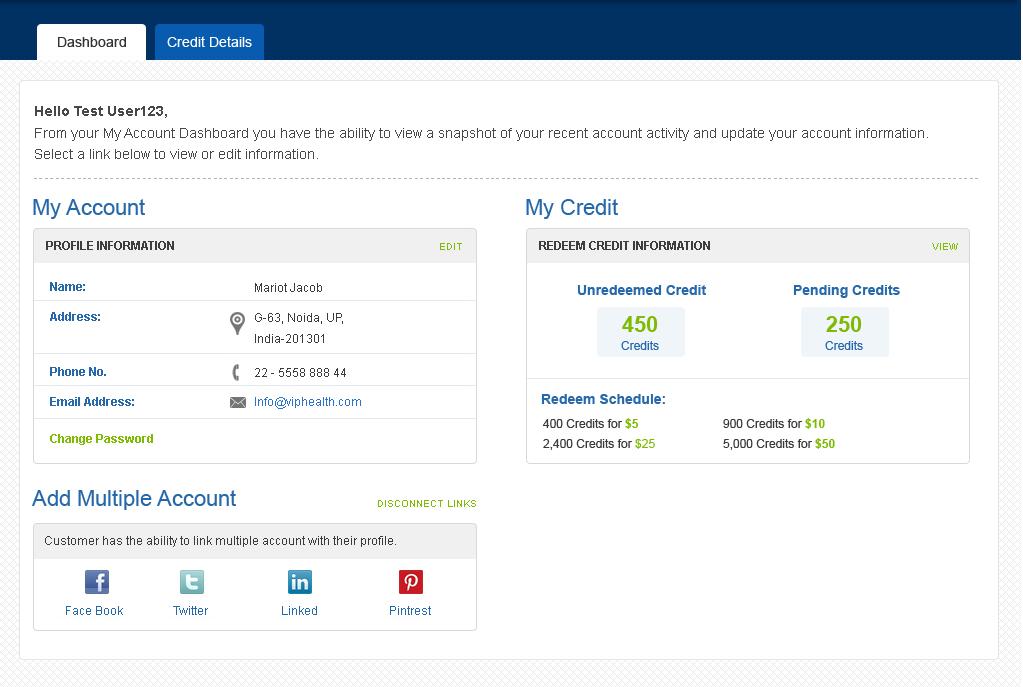 Dashboard
Credit Details
Hello Test User123,
From your My Account Dashboard you have the ability to view a snapshot of your recent account activity and update your account information.
Select a link below to view or edit information.
My Account
PROFILE INFORMATION EDIT
Name: Mariot Jacob
Address: G-63, Noida, UP,
India-201301
Phone No. 22 - 5558 888 44
Email Address: Info@viphealth.com
Change Password
My Credit
REDEEM CREDIT INFORMATION VIEW
Unredeemed Credit Pending Credits
450 250
Credits Credits
Redeem Schedule:
400 Credits for $5 900 Credits for $10
2,400 Credits for $25 5,000 Credits for $50
Add Multiple Account DISCONNECT LINKS
Customer has the ability to link multiple account with their profile.
Face Book Twitter Linked Pintrest